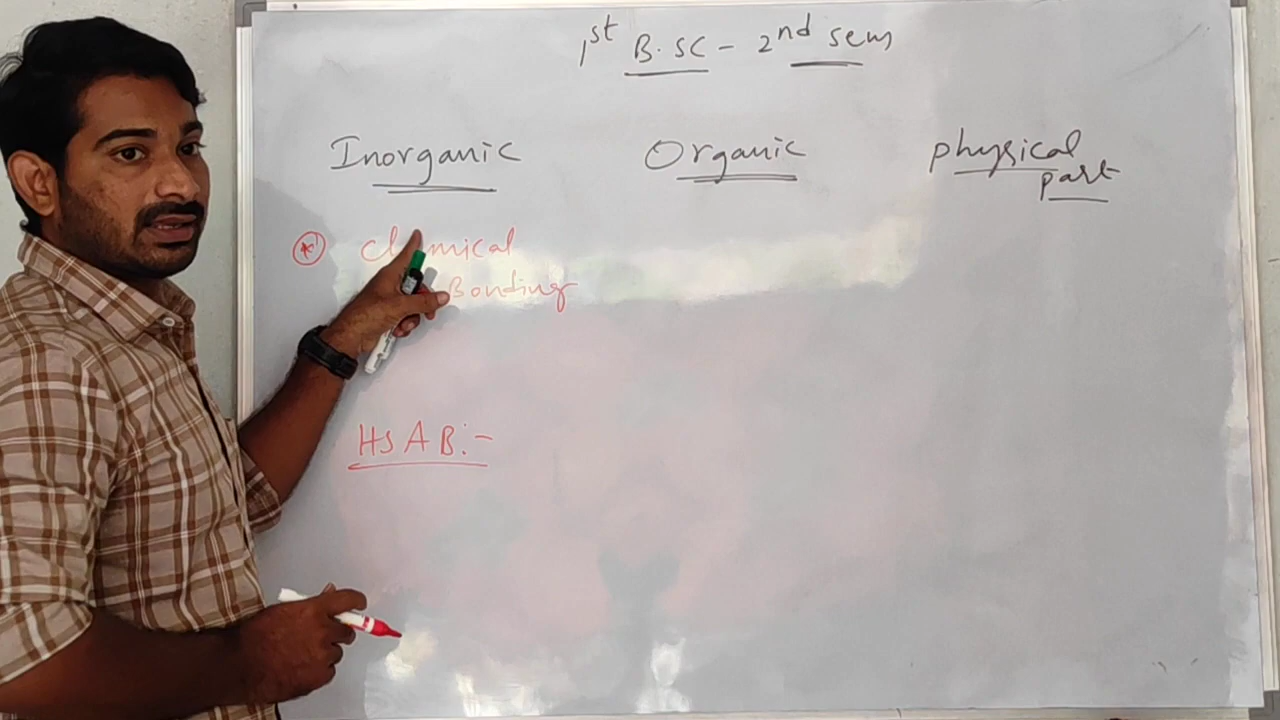 1st B.SC - 2nd sem
Inorganic
Organic
physical
part
Chemical
Bonding
HSAB:-